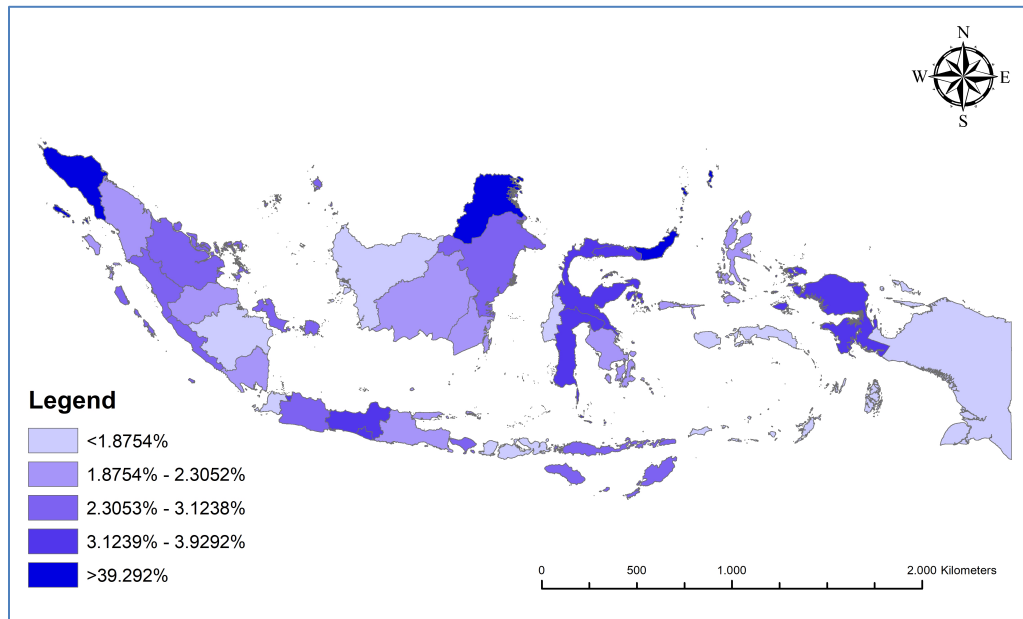 N
W E
S
Legend
<1.8754%
1.8754% - 2.3052%
2.3053% - 3.1238%
3.1239% - 3.9292%
>39.292%
0 500 1.000 2.000 Kilometers